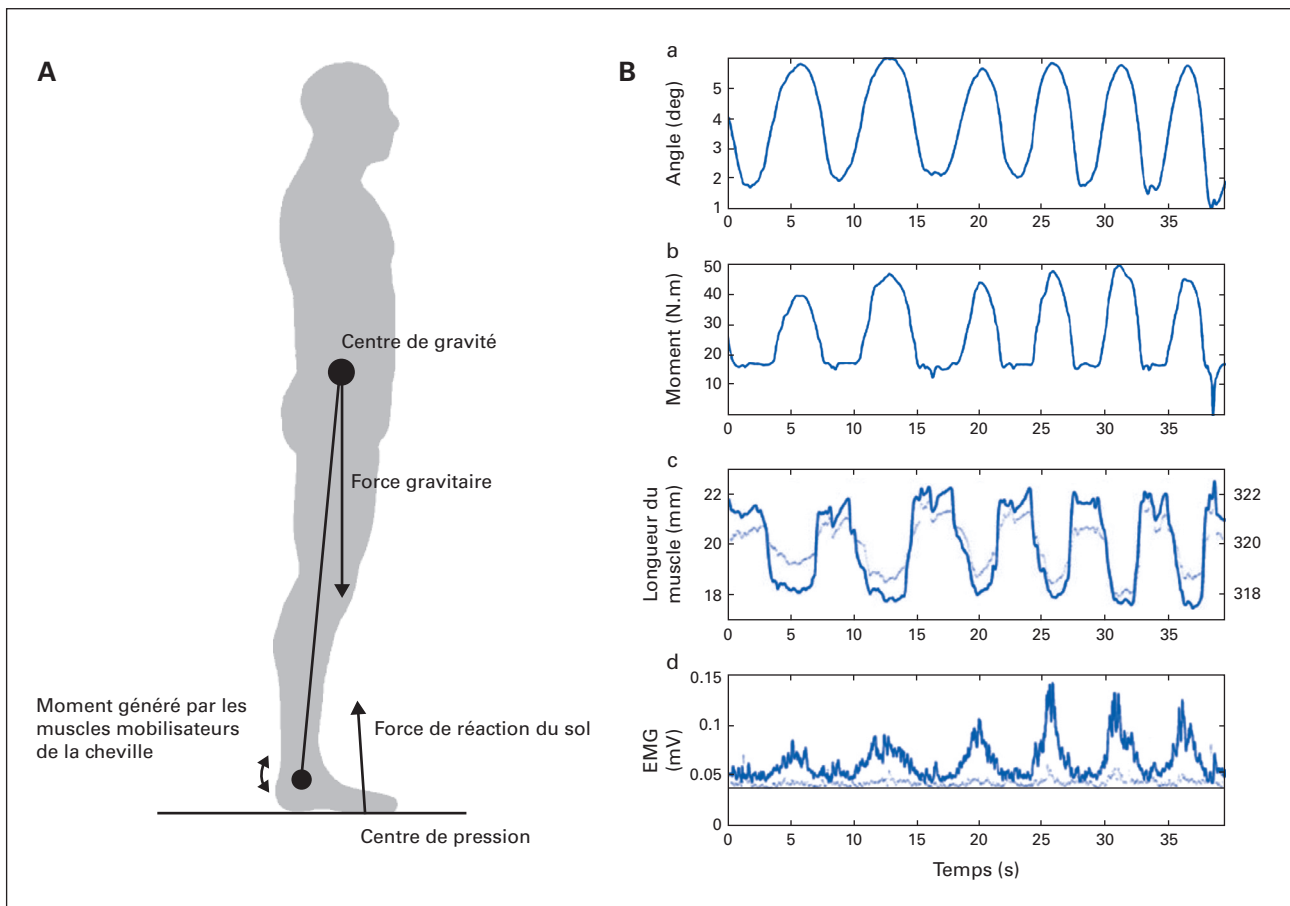 A
Centre de gravité
Force gravitaire
Moment généré par les
muscles mobilisateurs
de la cheville
Force de réaction du sol
Centre de pression
B
a
Angle (deg)
5
4
3
2
1
0 5 10 15 20 25 30 35
b
Moment (N.m)
50
40
30
20
10
0 5 10 15 20 25 30 35
c
Longueur du
muscle (mm)
22 322
20 320
18 318
0 5 10 15 20 25 30 35
d
EMG
(mV)
0.15
0.1
0.05
0
0 5 10 15 20 25 30 35
Temps (s)